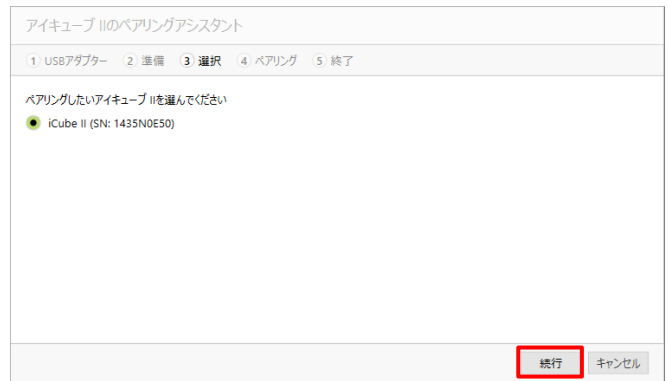 アイキューブ IIのペアリングアシスタント
1 USBアダプター 2 準備 3 選択 4 ペアリング 5 終了
ペアリングしたいアイキューブ IIを選んでください
iCube II (SN: 1435N0E50)
続行 キャンセル